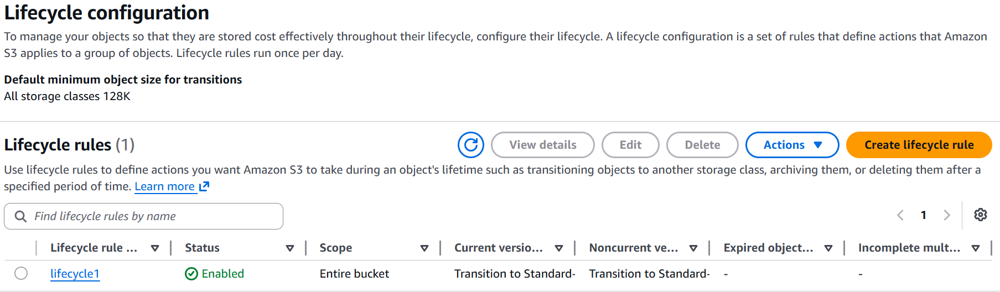 Lifecycle configuration
To manage your objects so that they are stored cost effectively throughout their lifecycle, configure their lifecycle. A lifecycle configuration is a set of rules that define actions that Amazon
S3 applies to a group of objects. Lifecycle rules run once per day.
Default minimum object size for transitions
All storage classes 128K
Lifecycle rules (1)
View details
Edit
Delete
Actions
Create lifecycle rule
Use lifecycle rules to define actions you want Amazon S3 to take during an object's lifetime such as transitioning objects to another storage class, archiving them, or deleting them after a
specified period of time. Learn more
Find lifecycle rules by name
1
Lifecycle rule ... Status Scope Current versio... Noncurrent ve... Expired object... Incomplete mult...
lifecycle1 Enabled Entire bucket Transition to Standard- Transition to Standard- - -